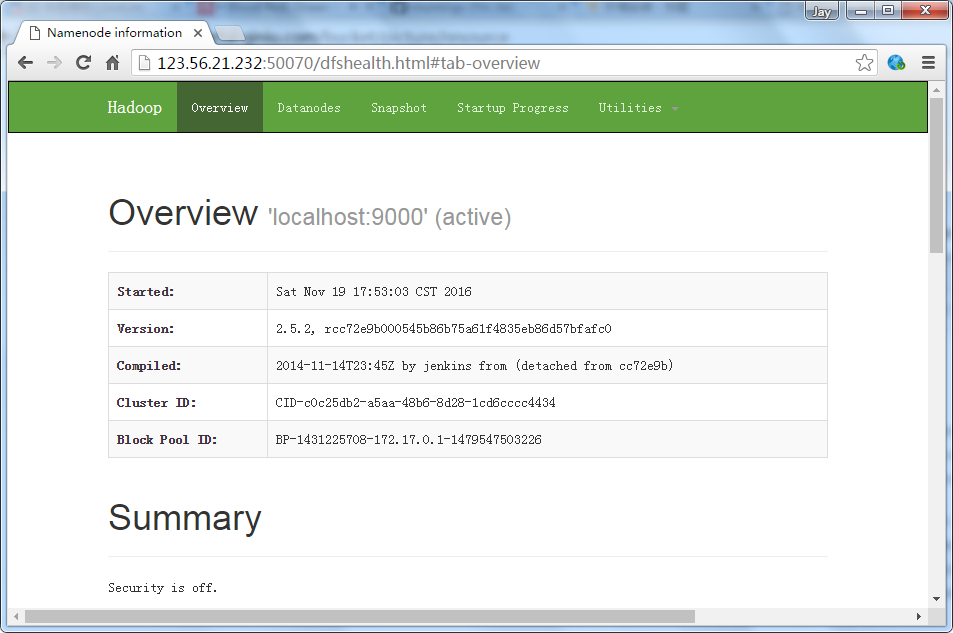 Jay
Namenode information
123.56.21.232:50070/dfshealth.html#tab-overview
Hadoop Overview Datanodes Snapshot Startup Progress Utilities
Overview 'localhost:9000' (active)
Started: Sat Nov 19 17:53:03 CST 2016
Version: 2.5.2, rcc72e9b000545b86b75a61f4835eb86d57bfafc0
Compiled: 2014-11-14T23:45Z by jenkins from (detached from cc72e9b)
Cluster ID: CID-c0c25db2-a5aa-48b6-8d28-1cd6cccc4434
Block Pool ID: BP-1431225708-172.17.0.1-1479547503226
Summary
Security is off.